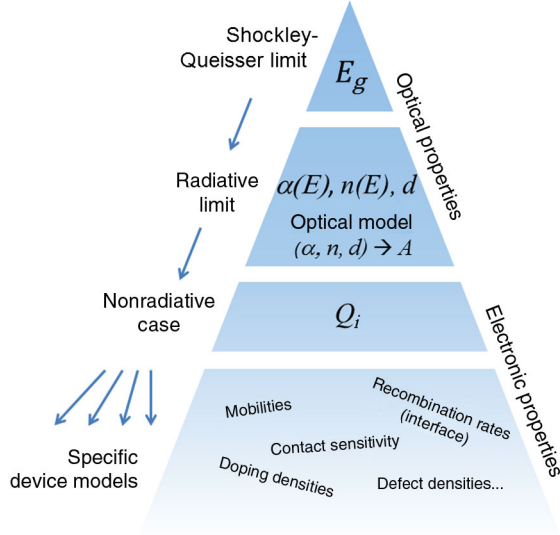 Shockley-
Queisser limit
E_g
Optical properties
Radiative
limit
α(E), n(E), d
Optical model
(α, n, d) → A
Nonradiative
case
Q_i
Electronic properties
Specific
device models
Mobilities
Recombination rates
(interface)
Contact sensitivity
Doping densities
Defect densities...